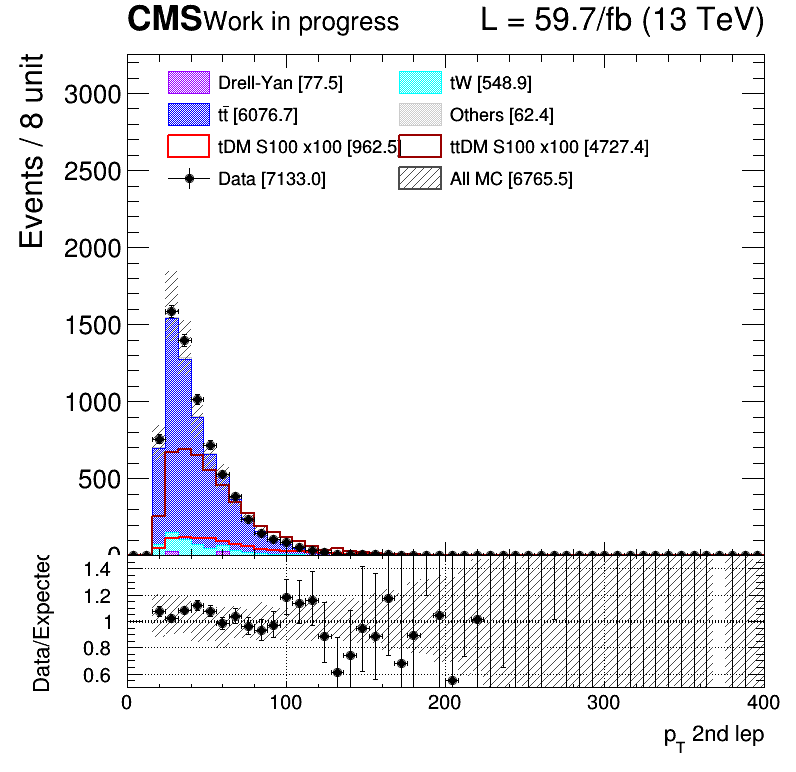 CMS Work in progress L = 59.7/fb (13 TeV)
Events / 8 unit
3000
2500
2000
1500
1000
500
0
Drell-Yan [77.5] tW [548.9]
tt̄ [6076.7] Others [62.4]
tDM S100 x100 [962.5] ttDM S100 x100 [4727.4]
Data [7133.0] All MC [6765.5]
Data/Expected
1.4
1.2
1
0.8
0.6
0 100 200 300 400
pT 2nd lep